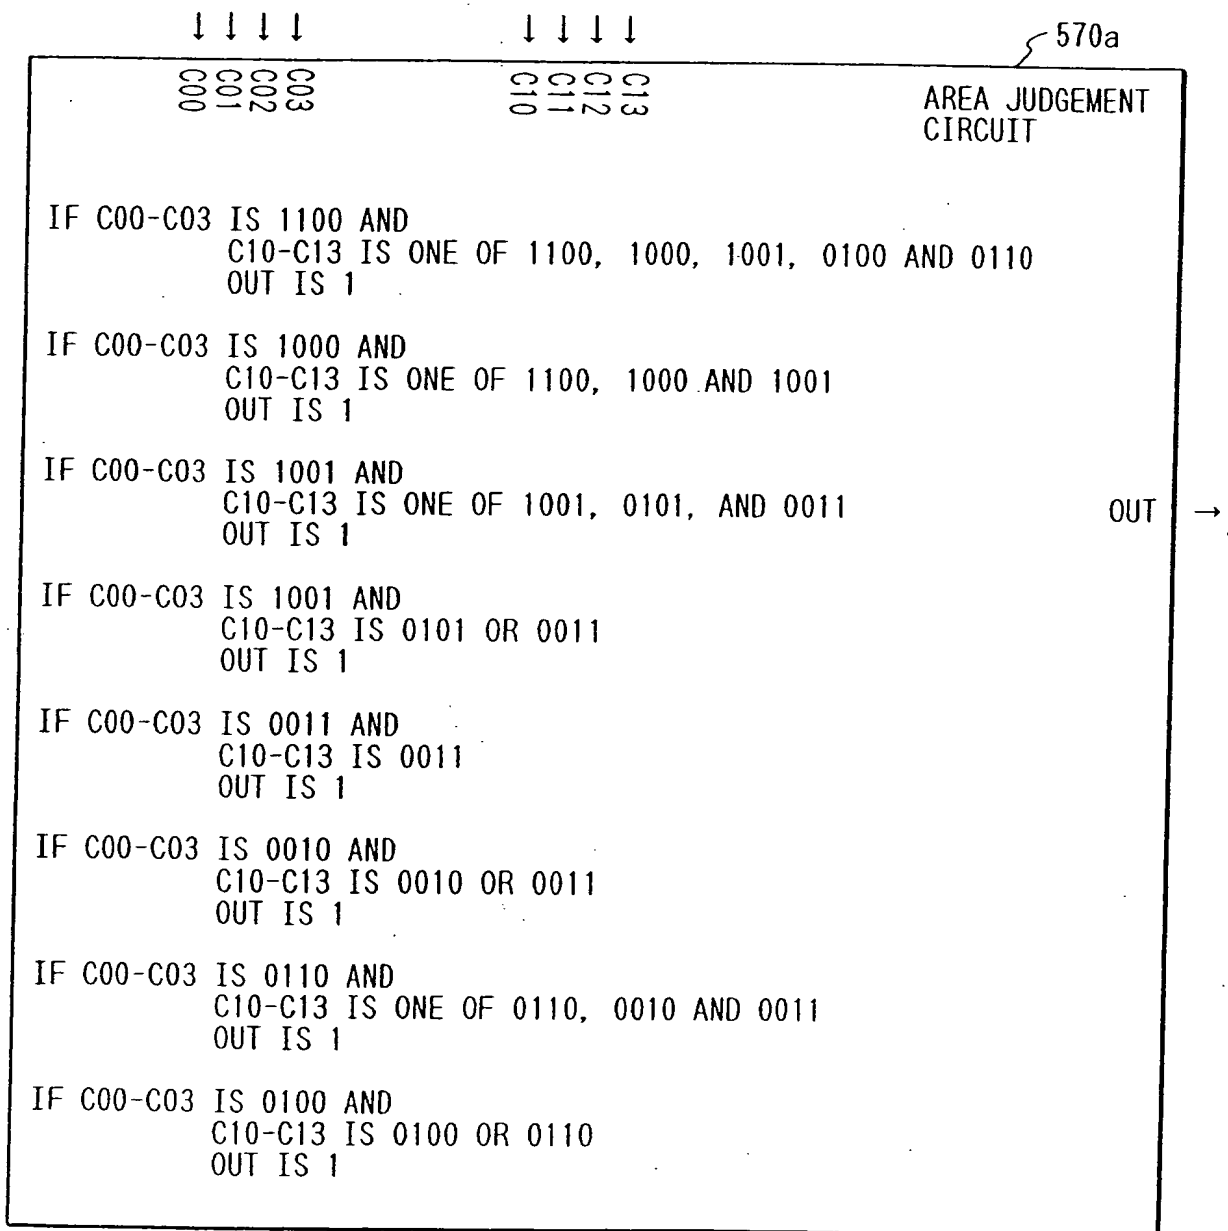 ↓ ↓ ↓ ↓ ↓ ↓ ↓ ↓
570a
C00 C01 C02 C03 C10 C11 C12 C13
AREA JUDGEMENT
CIRCUIT
IF C00-C03 IS 1100 AND
C10-C13 IS ONE OF 1100, 1000, 1001, 0100 AND 0110
OUT IS 1
IF C00-C03 IS 1000 AND
C10-C13 IS ONE OF 1100, 1000 AND 1001
OUT IS 1
IF C00-C03 IS 1001 AND
C10-C13 IS ONE OF 1001, 0101, AND 0011
OUT IS 1
OUT →
IF C00-C03 IS 1001 AND
C10-C13 IS 0101 OR 0011
OUT IS 1
IF C00-C03 IS 0011 AND
C10-C13 IS 0011
OUT IS 1
IF C00-C03 IS 0010 AND
C10-C13 IS 0010 OR 0011
OUT IS 1
IF C00-C03 IS 0110 AND
C10-C13 IS ONE OF 0110, 0010 AND 0011
OUT IS 1
IF C00-C03 IS 0100 AND
C10-C13 IS 0100 OR 0110
OUT IS 1